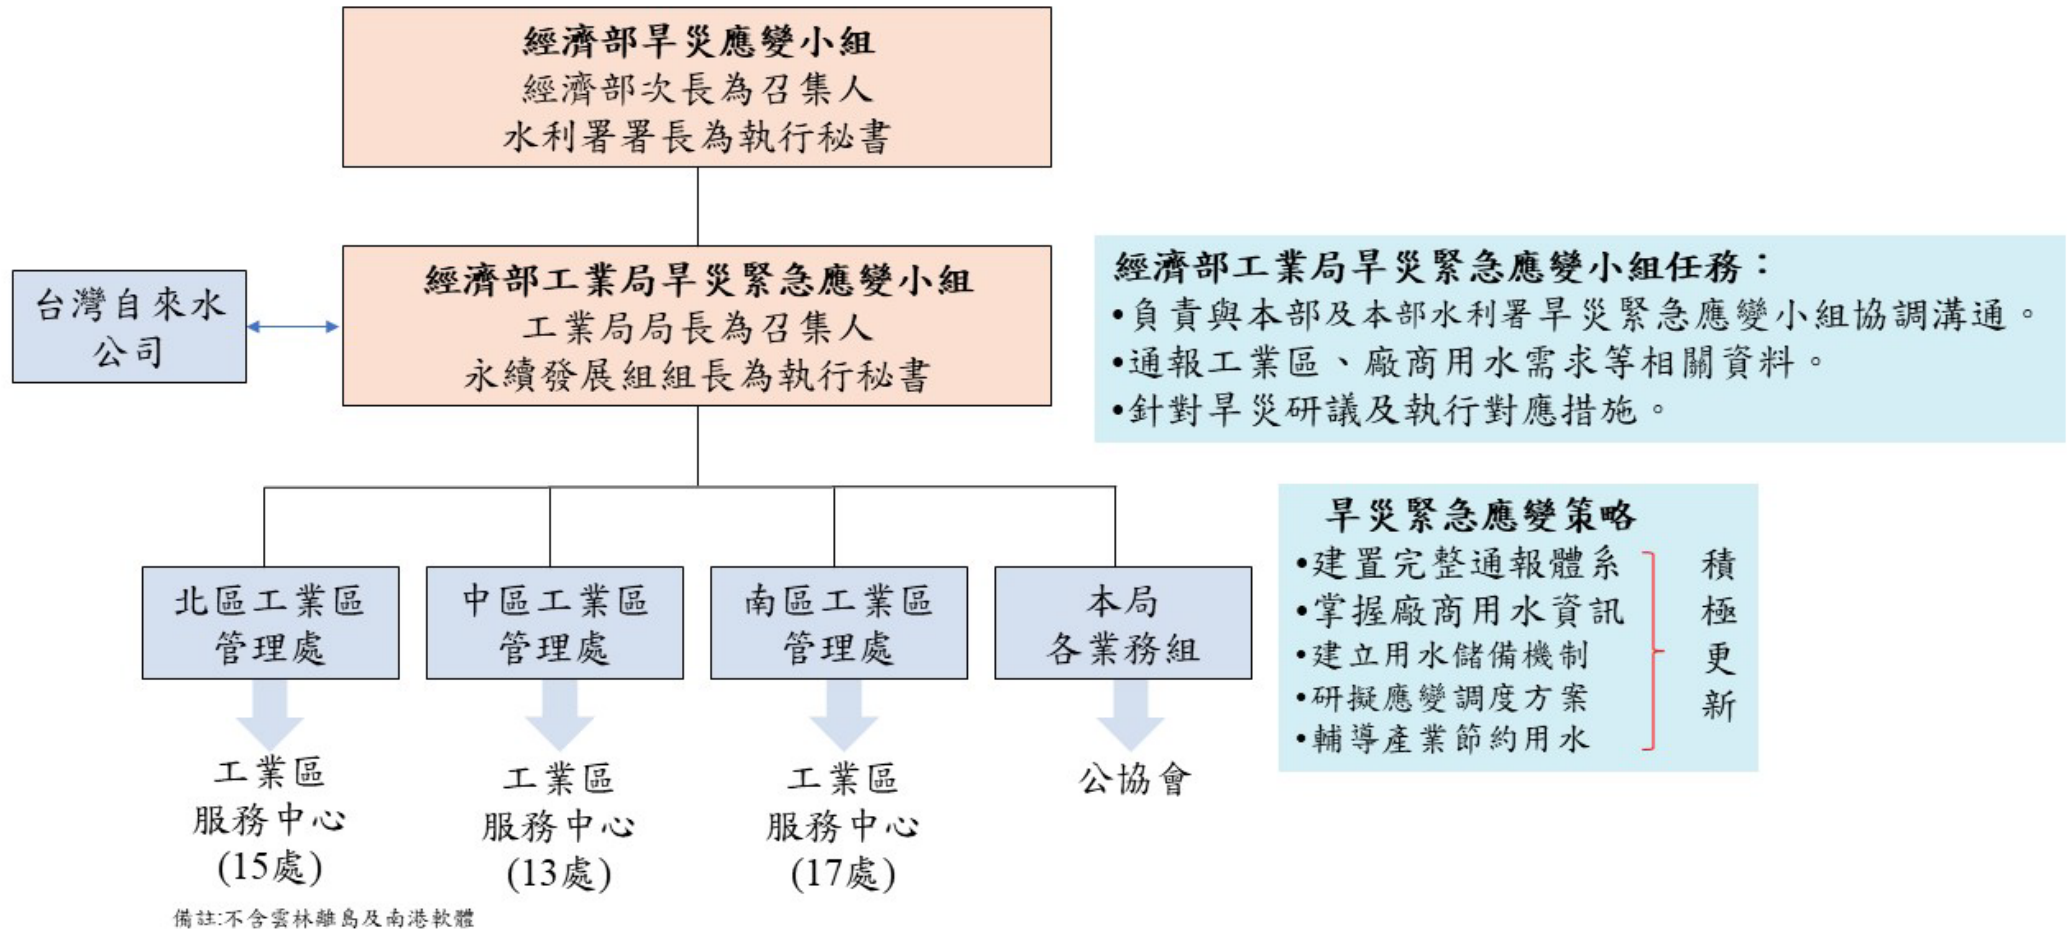 經濟部旱災應變小組
經濟部次長為召集人
水利署署長為執行秘書
台灣自來水
公司
經濟部工業局旱災緊急應變小組
工業局局長為召集人
永續發展組組長為執行秘書
經濟部工業局旱災緊急應變小組任務：
•負責與本部及本部水利署旱災緊急應變小組協調溝通。
•通報工業區、廠商用水需求等相關資料。
•針對旱災研議及執行對應措施。
旱災緊急應變策略
•建置完整通報體系
•掌握廠商用水資訊
•建立用水儲備機制
•研擬應變調度方案
•輔導產業節約用水
積
極
更
新
北區工業區
管理處
中區工業區
管理處
南區工業區
管理處
本局
各業務組
工業區
服務中心
(15處)
工業區
服務中心
(13處)
工業區
服務中心
(17處)
公協會
備註:不含雲林離島及南港軟體